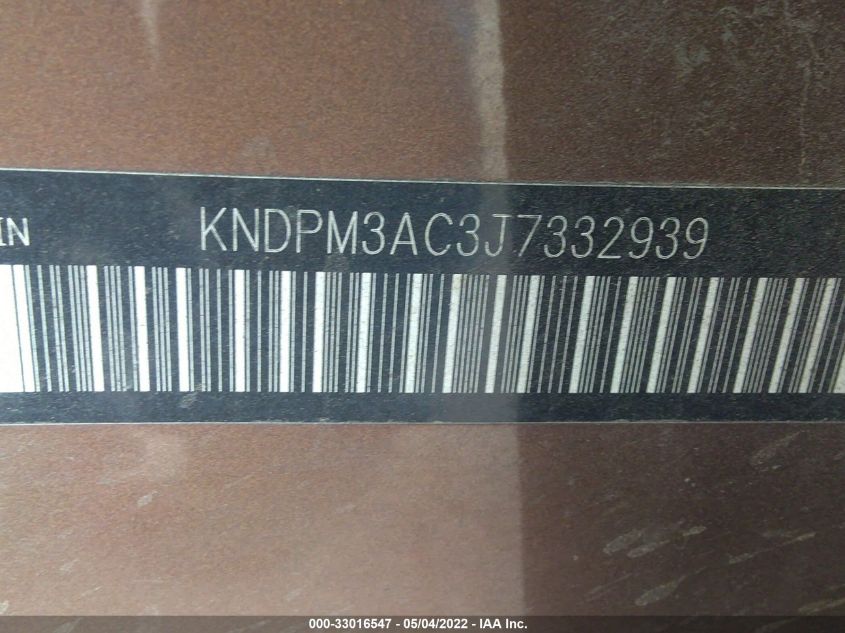 IN KNDPM3AC3J7332939
000-33016547 - 05/04/2022 - IAA Inc.